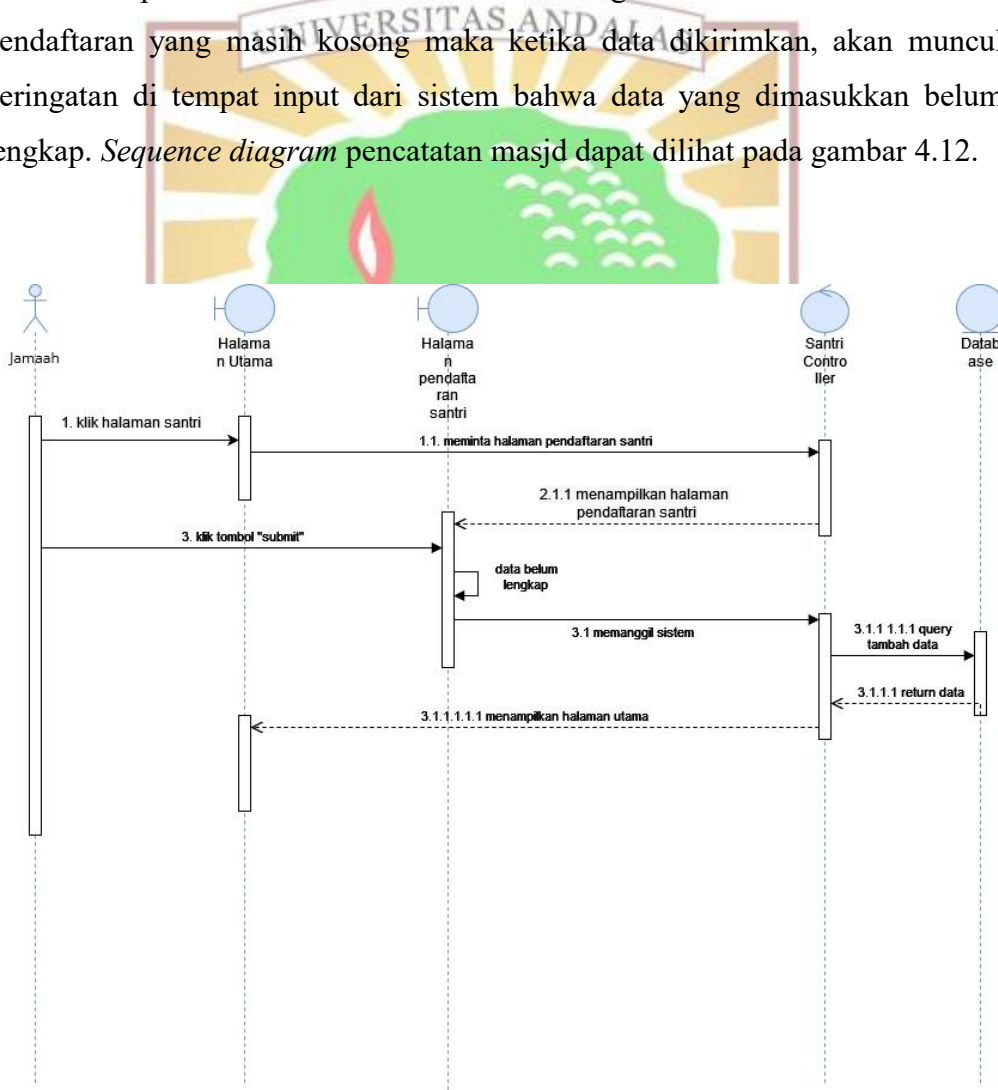 UNIVERSITAS ANDALAS
endaftaran yang masih kosong maka ketika data dikirimkan, akan muncul
eringatan di tempat input dari sistem bahwa data yang dimasukkan belum
engkap. Sequence diagram pencatatan masjd dapat dilihat pada gambar 4.12.
Jamaah
Halama
n Utama
Halama
n
pendafta
ran
santri
Santri
Contro
ller
Datab
ase
1. klik halaman santri
1.1. meminta halaman pendaftaran santri
2.1.1 menampilkan halaman
pendaftaran santri
3. klik tombol "submit"
data belum
lengkap
3.1 memanggil sistem
3.1.1 1.1.1 query
tambah data
3.1.1.1 return data
3.1.1.1.1.1 menampilkan halaman utama